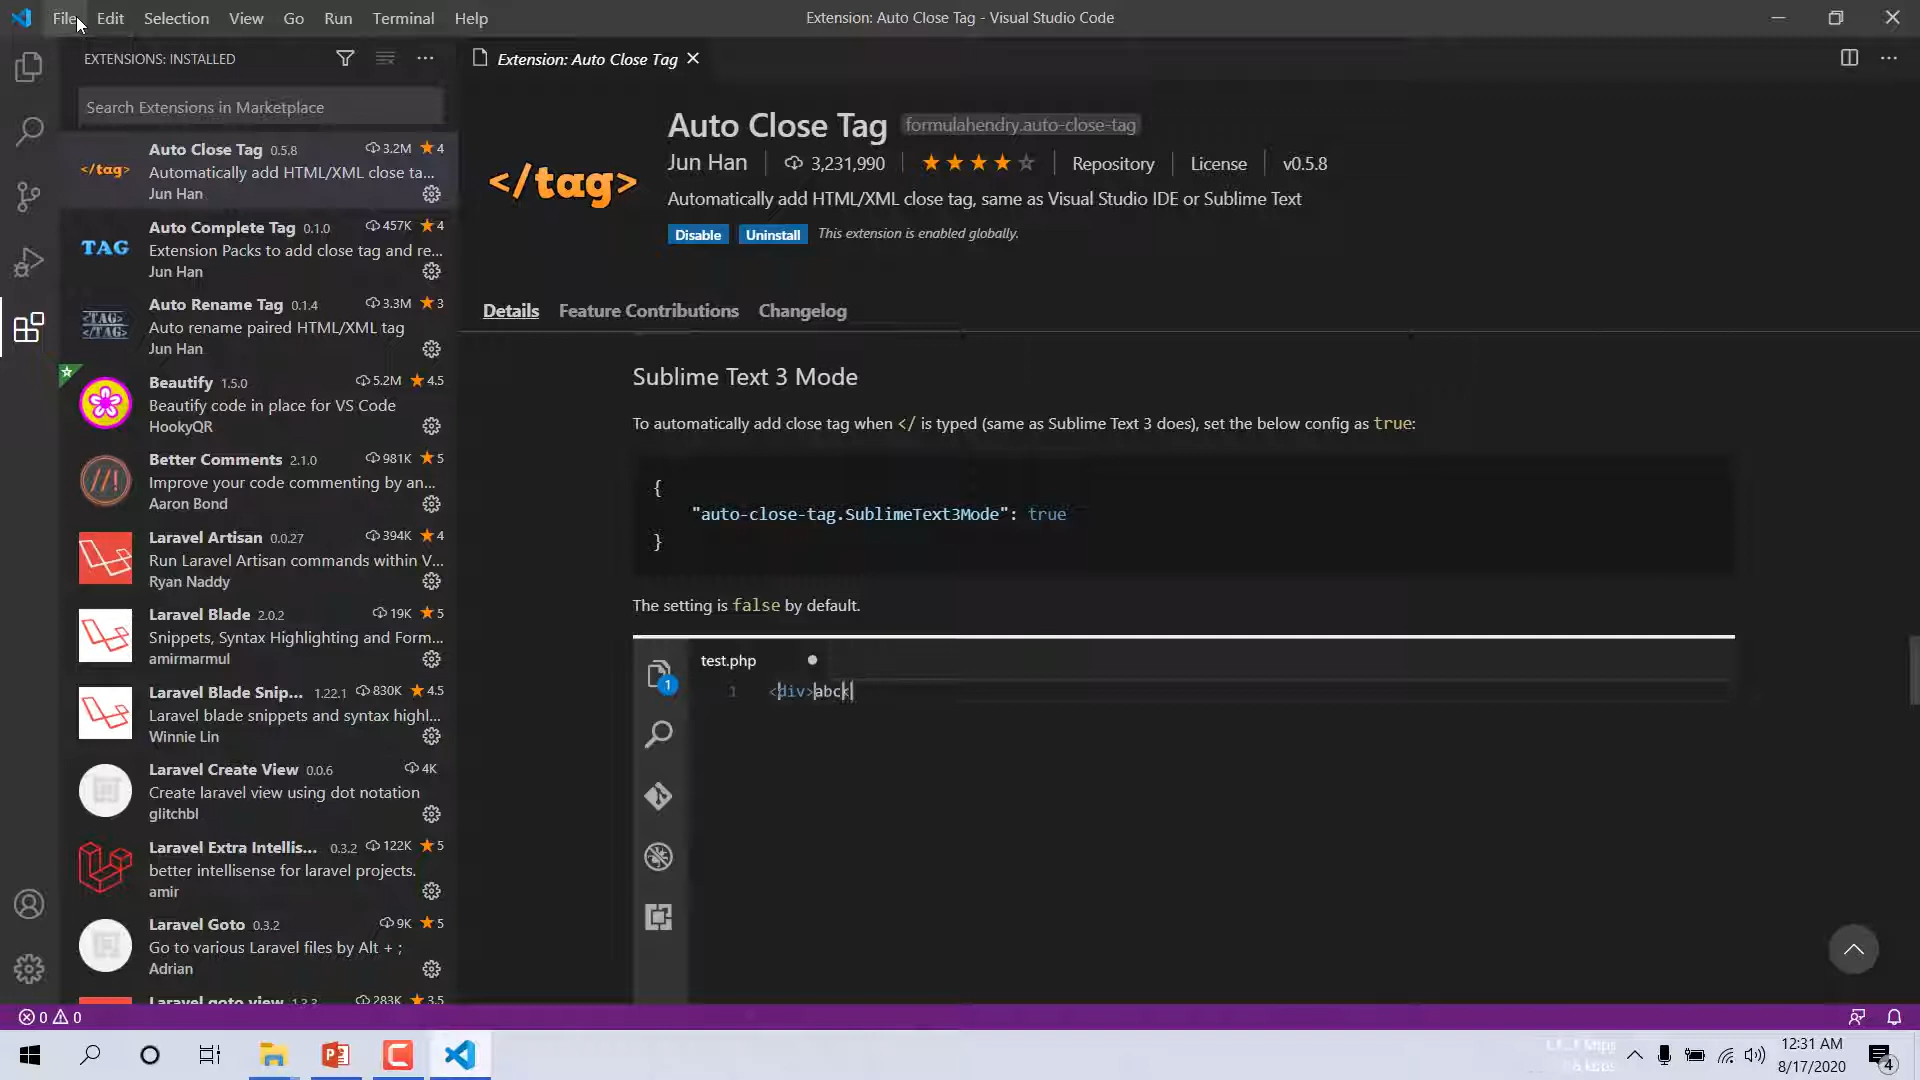 File Edit Selection View Go Run Terminal Help
Extension: Auto Close Tag - Visual Studio Code
EXTENSIONS: INSTALLED
Extension: Auto Close Tag
Search Extensions in Marketplace
Auto Close Tag 0.5.8 3.2M 4
Automatically add HTML/XML close ta...
Jun Han
Auto Complete Tag 0.1.0 457K 4
Extension Packs to add close tag and re...
Jun Han
Auto Rename Tag 0.1.4 3.3M 3
Auto rename paired HTML/XML tag
Jun Han
Beautify 1.5.0 5.2M 4.5
Beautify code in place for VS Code
HookyQR
Better Comments 2.1.0 981K 5
Improve your code commenting by an...
Aaron Bond
Laravel Artisan 0.0.27 394K 4
Run Laravel Artisan commands within V...
Ryan Naddy
Laravel Blade 2.0.2 19K 5
Snippets, Syntax Highlighting and Form...
amirmarmul
Laravel Blade Snip... 1.22.1 830K 4.5
Laravel blade snippets and syntax highl...
Winnie Lin
Laravel Create View 0.0.6 4K
Create laravel view using dot notation
glitchbl
Laravel Extra Intellis... 0.3.2 122K 5
better intellisense for laravel projects.
amir
Laravel Goto 0.3.2 9K 5
Go to various Laravel files by Alt + ;
Adrian
Laravel goto view 1.3.3 283K 3.5
</tag>
TAG
<TAG>
</TAG>
//!
</tag>
Auto Close Tag formulahendry.auto-close-tag
Jun Han 3,231,990 Repository License v0.5.8
Automatically add HTML/XML close tag, same as Visual Studio IDE or Sublime Text
Disable Uninstall This extension is enabled globally.
Details Feature Contributions Changelog
Sublime Text 3 Mode
To automatically add close tag when </ is typed (same as Sublime Text 3 does), set the below config as true:
{
"auto-close-tag.SublimeText3Mode": true
}
The setting is false by default.
test.php
1
1 <div>abc<
0 0
12:31 AM
8/17/2020
4